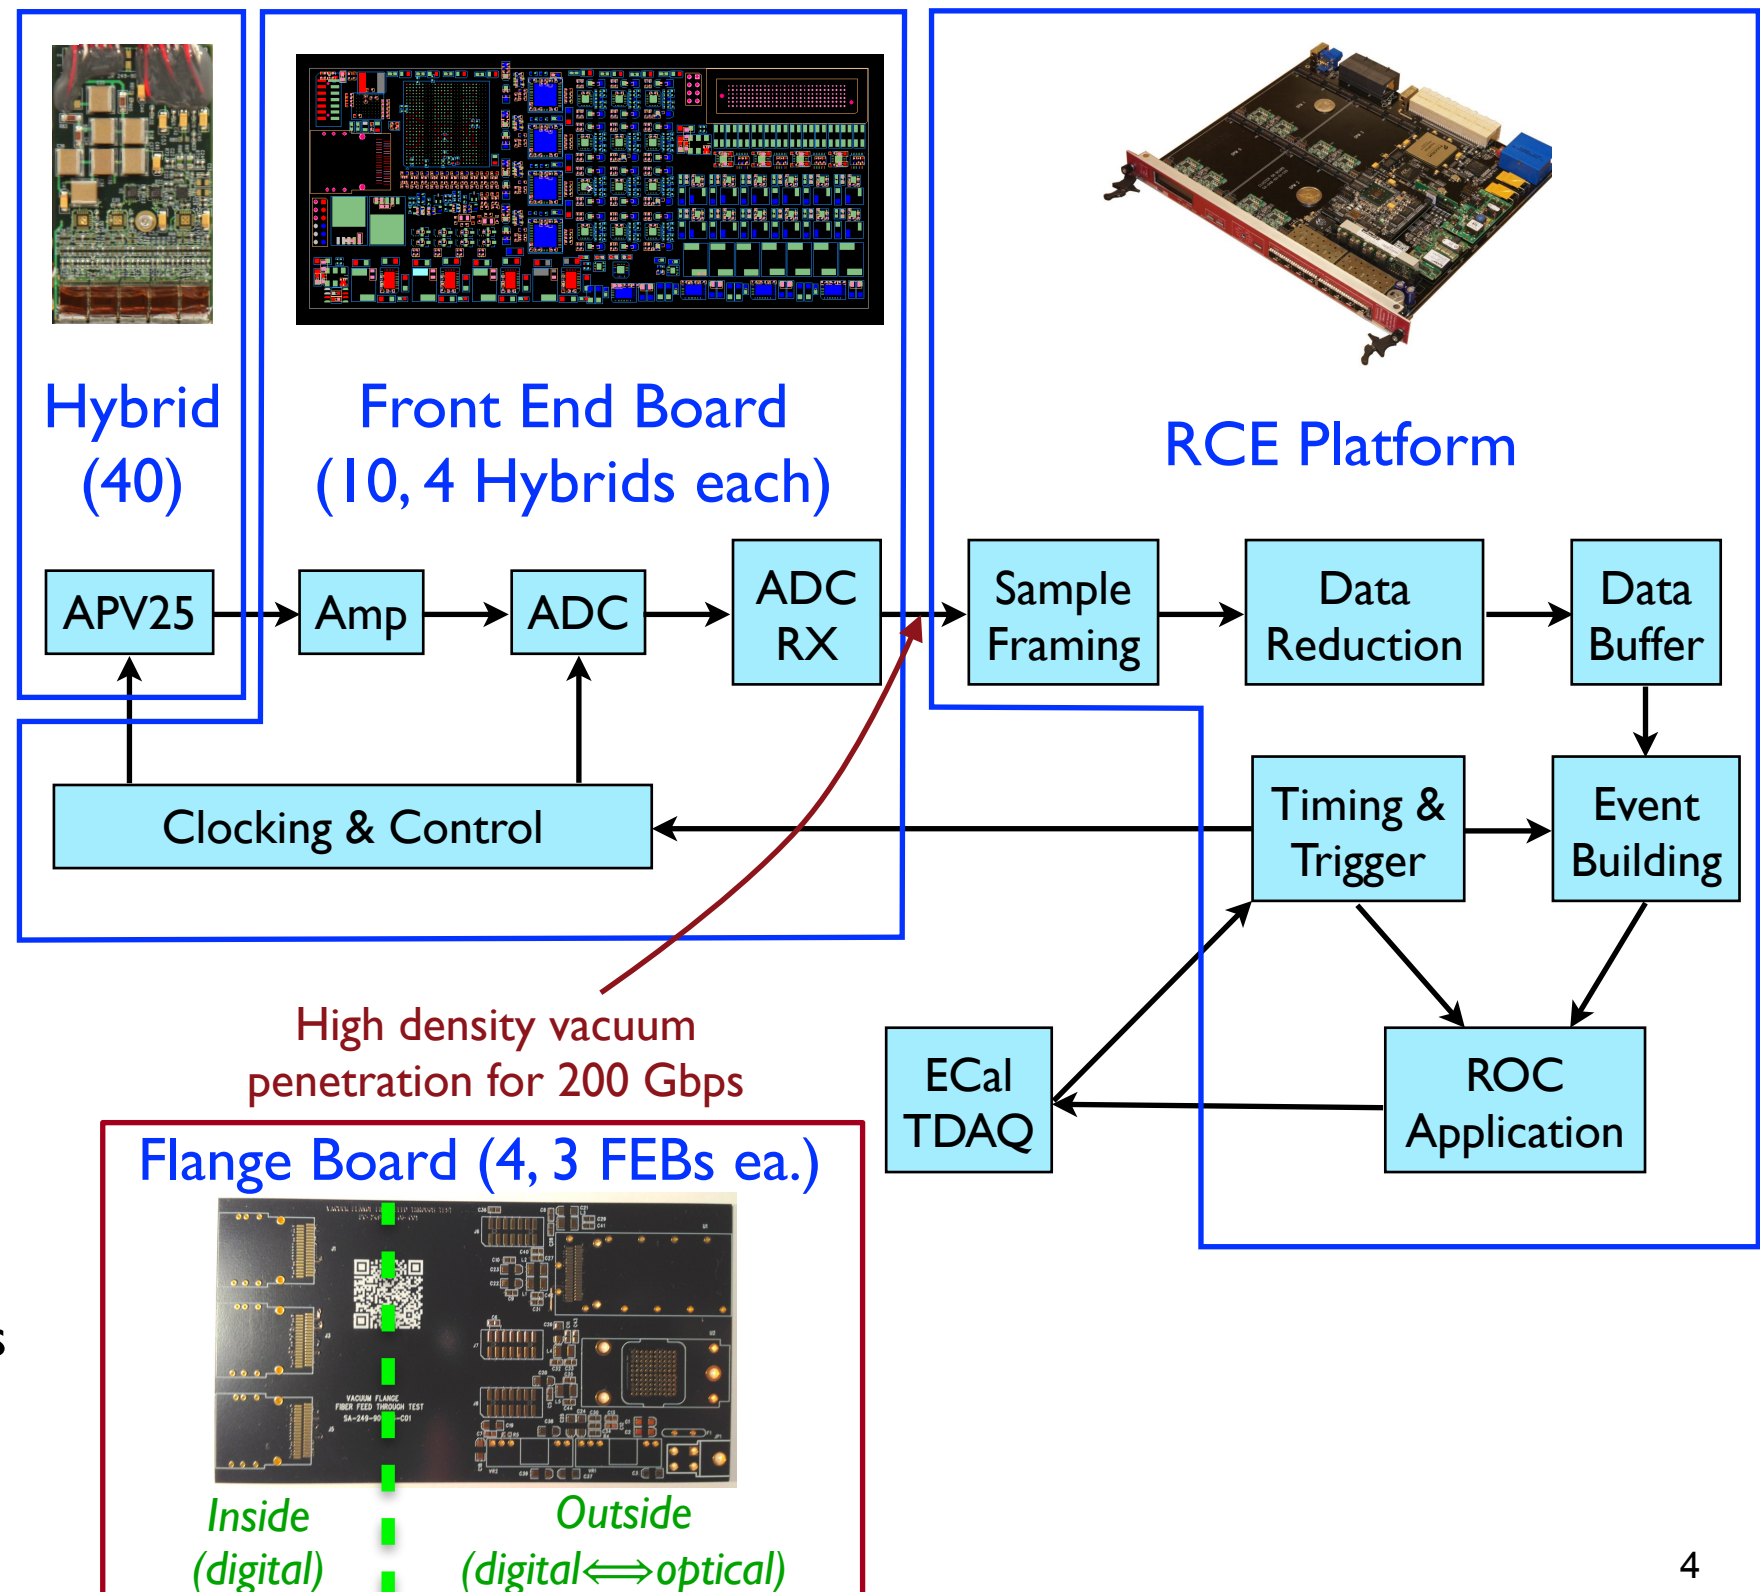 Hybrid
(40)
Front End Board
(10, 4 Hybrids each)
RCE Platform
APV25
Amp
ADC
ADC
RX
Sample
Framing
Data
Reduction
Data
Buffer
Clocking & Control
Timing &
Trigger
Event
Building
High density vacuum
penetration for 200 Gbps
ECal
TDAQ
ROC
Application
Flange Board (4, 3 FEBs ea.)
VACUUM FLANGE
FIBER FEED THROUGH TEST
s
Inside
(digital)
Outside
(digital⟺optical)
4